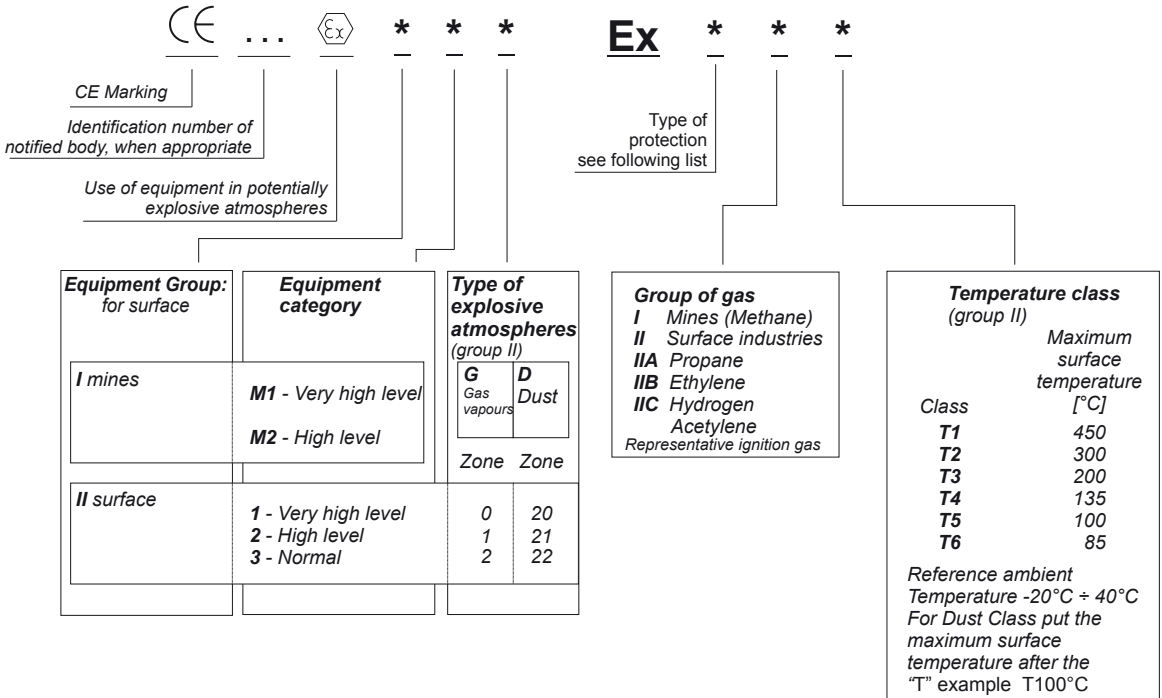 CE ... Ex * * * Ex * * *
CE Marking
Identification number of
notified body, when appropriate
Use of equipment in potentially
explosive atmospheres
Type of
protection
see following list
Equipment Group:
for surface
Equipment
category
Type of
explosive
atmospheres
(group II)
G D
Gas Dust
vapours
I mines
M1 - Very high level
M2 - High level
Zone Zone
II surface
1 - Very high level 0 20
2 - High level 1 21
3 - Normal 2 22
Group of gas
I Mines (Methane)
II Surface industries
IIA Propane
IIB Ethylene
IIC Hydrogen
Acetylene
Representative ignition gas
Temperature class
(group II)
Maximum
surface
temperature
Class [°C]
T1 450
T2 300
T3 200
T4 135
T5 100
T6 85
Reference ambient
Temperature -20°C ÷ 40°C
For Dust Class put the
maximum surface
temperature after the
"T" example T100°C